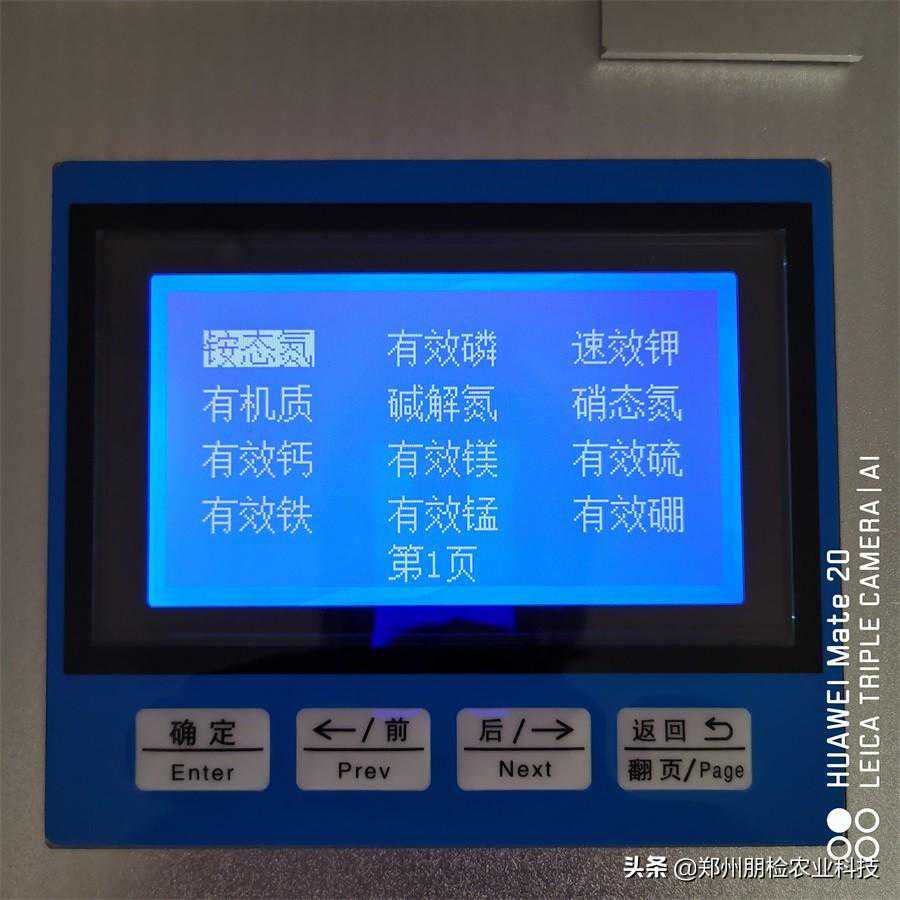 铵态氮 有效磷 速效钾
有机质 碱解氮 硝态氮
有效钙 有效镁 有效硫
有效铁 有效锰 有效硼
第1页
确定 ←/前 后/→ 返回
Enter Prev Next 翻页/Page
HUAWEI Mate 20
LEICA TRIPLE CAMERA | AI
头条 @郑州朋检农业科技